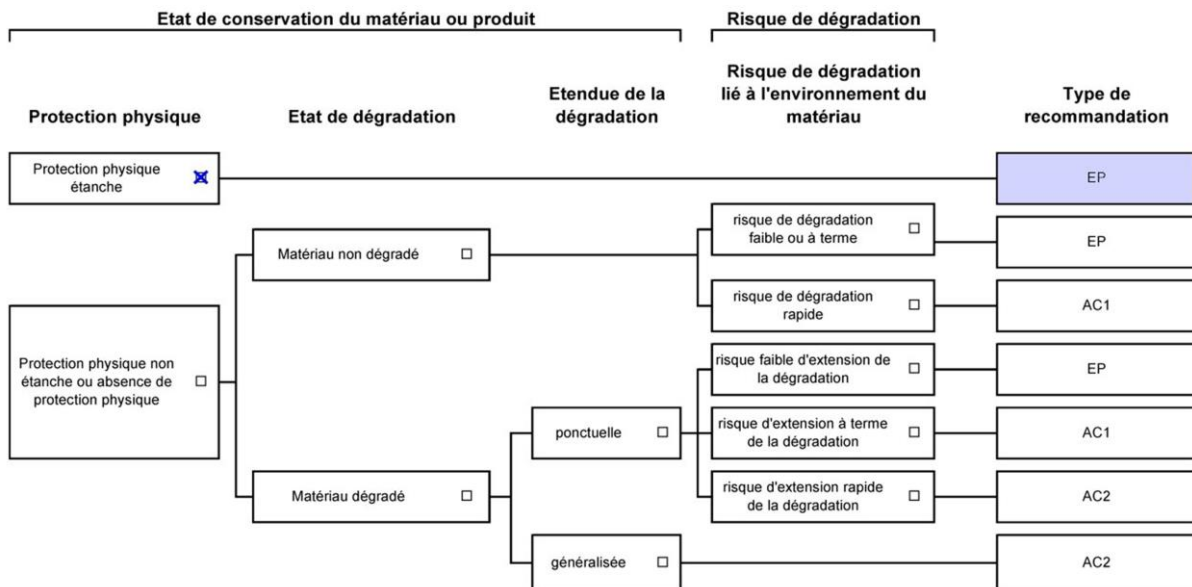 Etat de conservation du matériau ou produit
Risque de dégradation
Protection physique
Etat de dégradation
Etendue de la
dégradation
Risque de dégradation
lié à l'environnement du
matériau
Type de
recommandation
Protection physique
étanche
EP
Matériau non dégradé
risque de dégradation
faible ou à terme
EP
risque de dégradation
rapide
AC1
Protection physique non
étanche ou absence de
protection physique
risque faible d'extension de
la dégradation
EP
ponctuelle
risque d'extension à terme
de la dégradation
AC1
Matériau dégradé
risque d'extension rapide
de la dégradation
AC2
généralisée
AC2